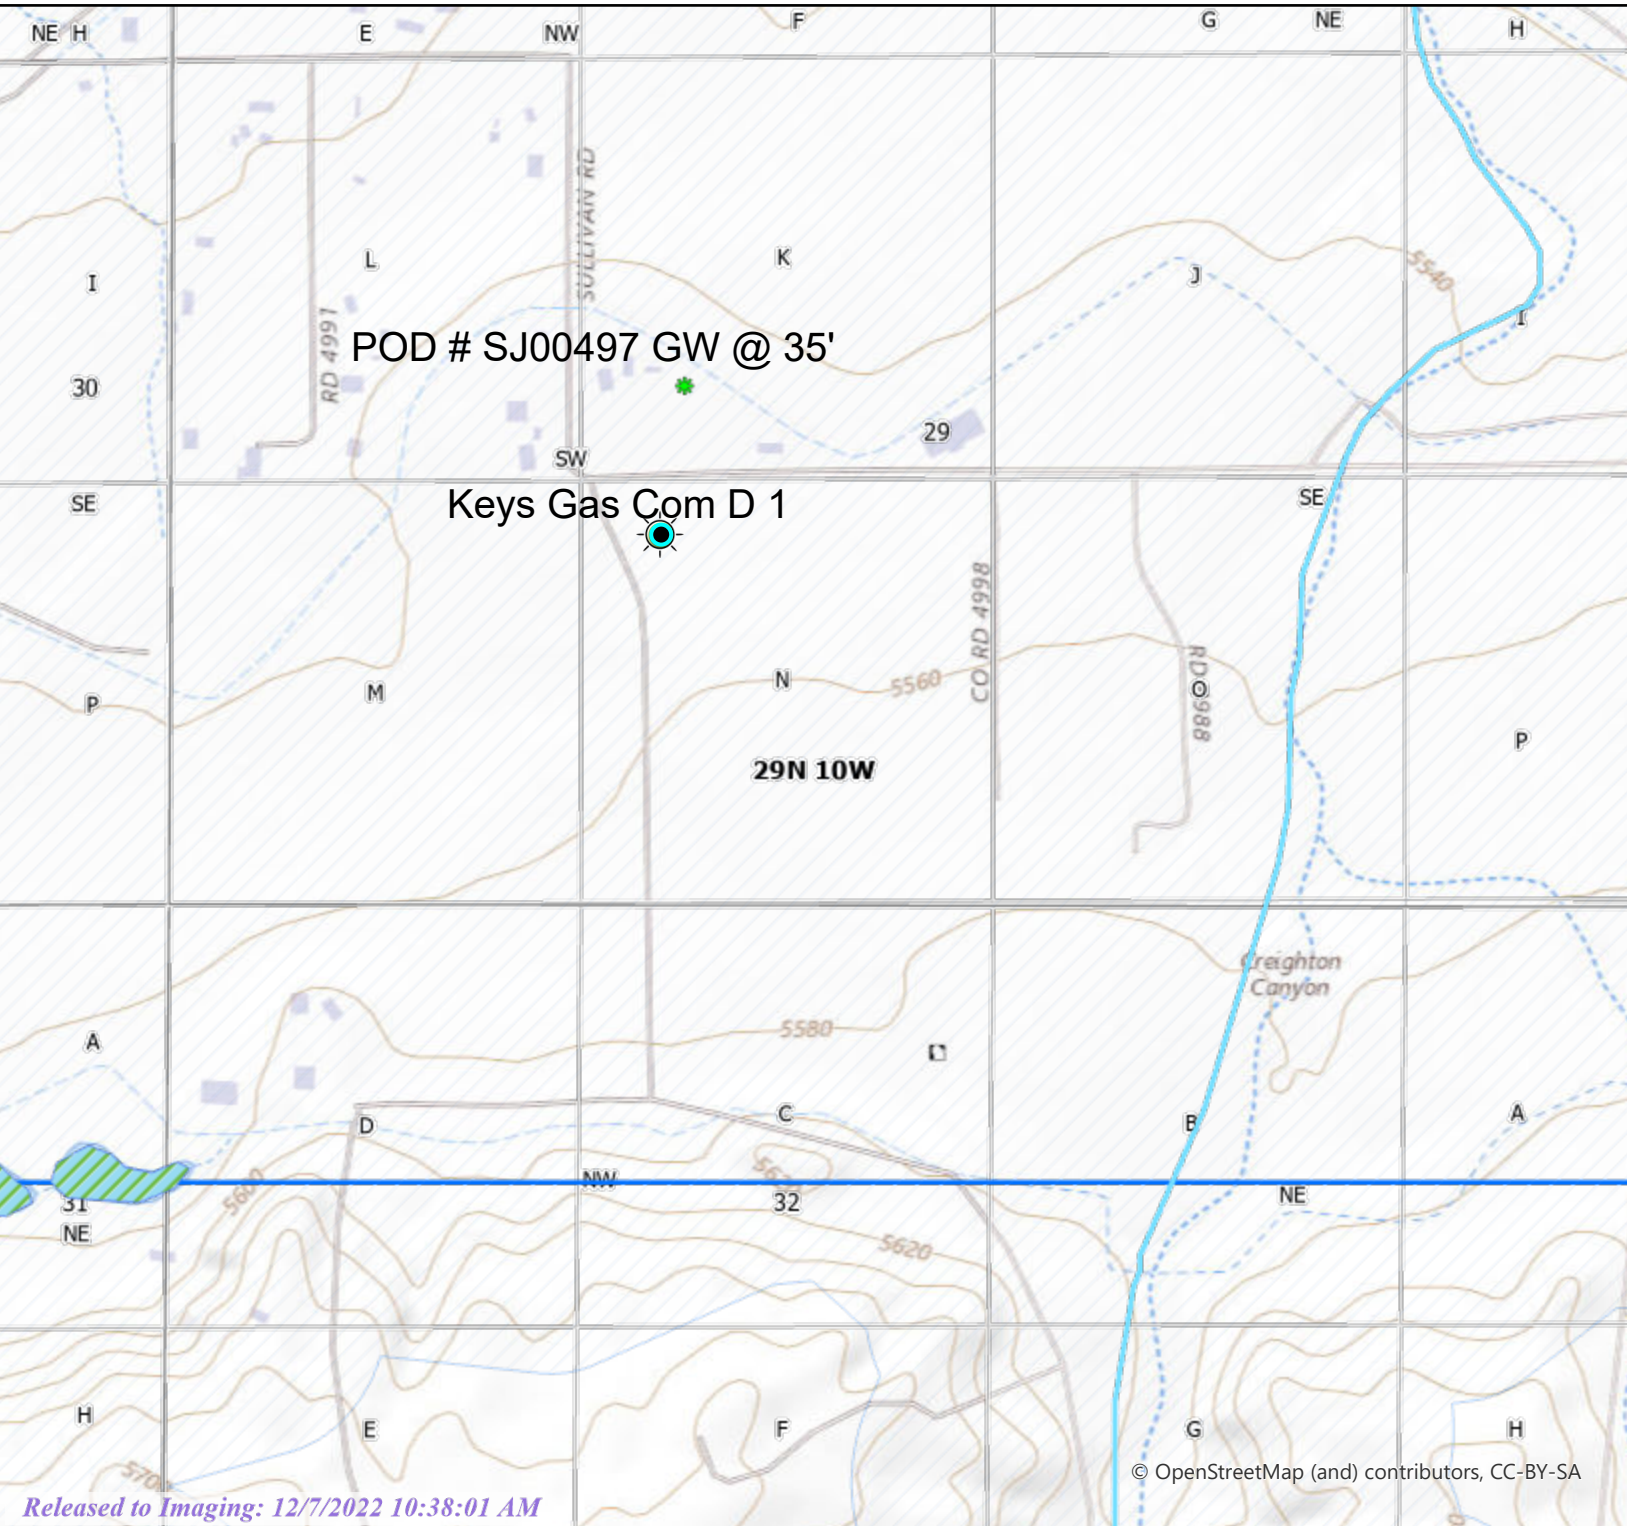 NE H E NW F G NE H
SULLIVAN RD
L K J I
I
5540
RD 4991
POD # SJ00497 GW @ 35'
30
29
SW
SE
Keys Gas Com D 1
SE
CO RD 4998
RD 4988
P M N 5560 O P
29N 10W
Creighton
Canyon
A 5580
D C B A
5600 NW
31 32 NE
NE 5620
H E F G H
© OpenStreetMap (and) contributors, CC-BY-SA
Released to Imaging: 12/7/2022 10:38:01 AM